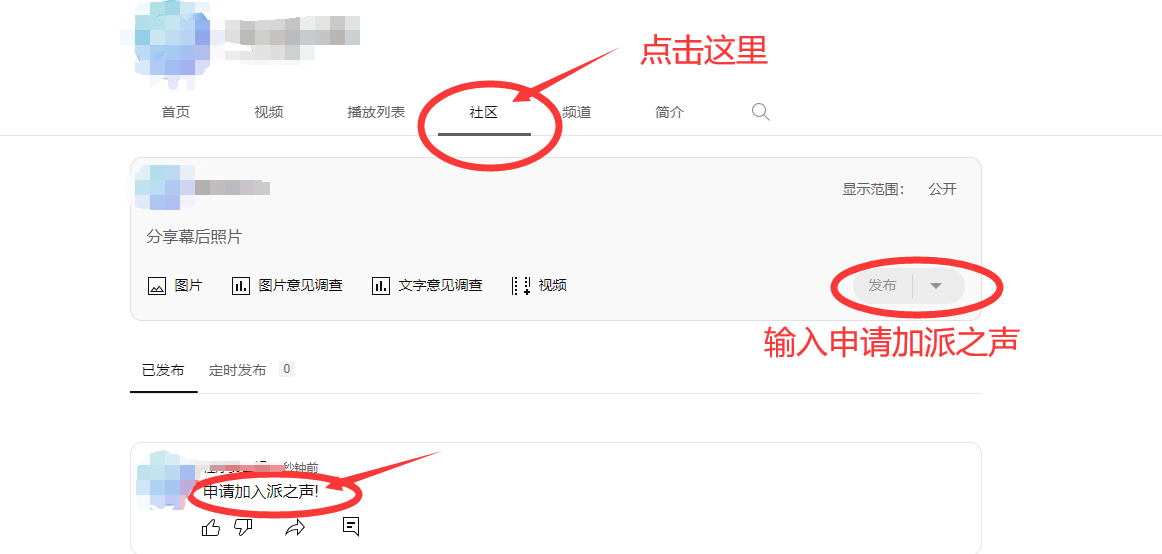 点击这里
首页 视频 播放列表 社区 频道 简介
显示范围： 公开
分享幕后照片
图片 图片意见调查 文字意见调查 视频 发布
输入申请加派之声
已发布 定时发布 0
秒钟前
申请加入派之声!